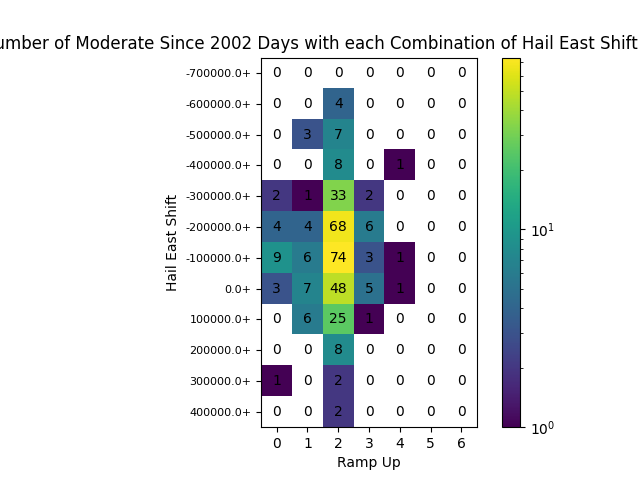 of Moderate Since 2002 Days with each Combination of Hail East Shift
Hail East Shift
-700000.0+ 0 0 0 0 0 0 0
-600000.0+ 0 0 4 0 0 0 0
-500000.0+ 0 3 7 0 0 0 0
-400000.0+ 0 0 8 0 1 0 0
-300000.0+ 2 1 33 2 0 0 0
-200000.0+ 4 4 68 6 0 0 0
-100000.0+ 9 6 74 3 1 0 0
0.0+ 3 7 48 5 1 0 0
100000.0+ 0 6 25 1 0 0 0
200000.0+ 0 0 8 0 0 0 0
300000.0+ 1 0 2 0 0 0 0
400000.0+ 0 0 2 0 0 0 0
0 1 2 3 4 5 6
Ramp Up
10¹
10⁰